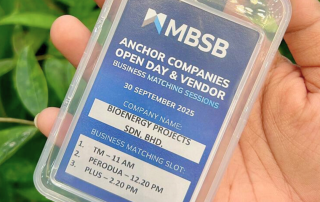 MBSB
ANCHOR COMPANIES
OPEN DAY & VENDOR
BUSINESS MATCHING SESSIONS
30 SEPTEMBER 2025
COMPANY NAME:
BIOENERGY PROJECTS
SDN. BHD.
BUSINESS MATCHING SLOT:
1. TM – 11 AM
2. PERODUA – 12.20 PM
3. PLUS – 2.20 PM